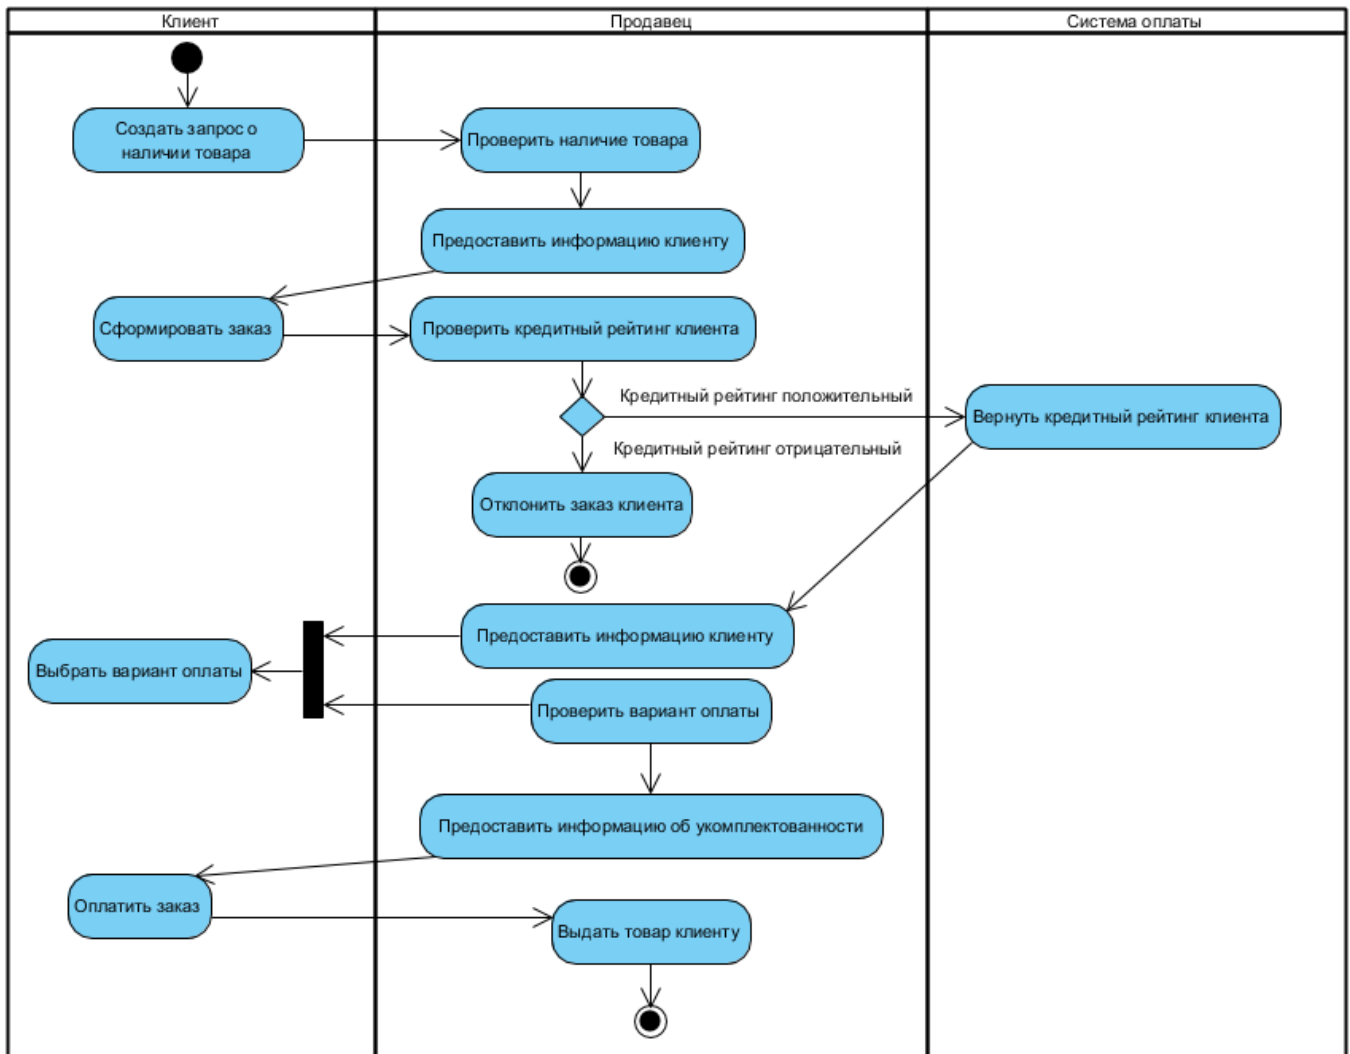 Клиент
Продавец
Система оплаты
Создать запрос о
наличии товара
Проверить наличие товара
Предоставить информацию клиенту
Сформировать заказ
Проверить кредитный рейтинг клиента
Кредитный рейтинг положительный
Вернуть кредитный рейтинг клиента
Кредитный рейтинг отрицательный
Отклонить заказ клиента
Предоставить информацию клиенту
Выбрать вариант оплаты
Проверить вариант оплаты
Предоставить информацию об укомплектованности
Оплатить заказ
Выдать товар клиенту